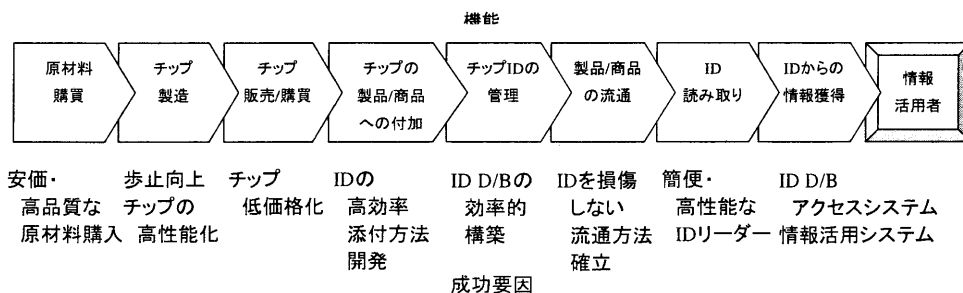 機能
原材料
購買
チップ
製造
チップ
販売/購買
チップの
製品/商品
への付加
チップIDの
管理
製品/商品
の流通
ID
読み取り
IDからの
情報獲得
情報
活用者
安価・
高品質な
原材料購入
歩止向上
チップの
高性能化
チップ
低価格化
IDの
高効率
添付方法
開発
ID D/Bの
効率的
構築
IDを損傷
しない
流通方法
確立
簡便・
高性能な
IDリーダー
ID D/B
アクセスシステム
情報活用システム
成功要因